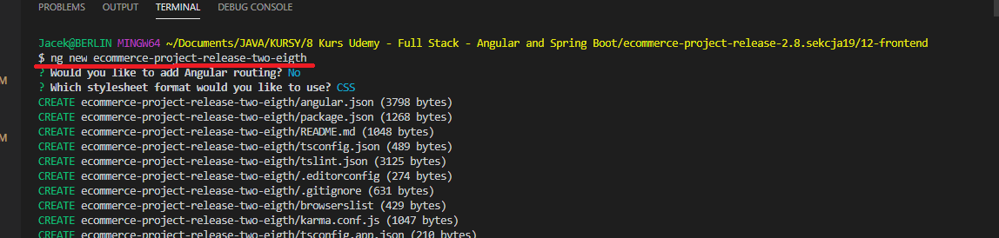 PROBLEMS OUTPUT TERMINAL DEBUG CONSOLE
Jacek@BERLIN MINGW64 ~/Documents/JAVA/KURSY/8 Kurs Udemy - Full Stack - Angular and Spring Boot/ecommerce-project-release-2.8.sekcja19/12-frontend
$ ng new ecommerce-project-release-two-eigth
? Would you like to add Angular routing? No
? Which stylesheet format would you like to use? CSS
CREATE ecommerce-project-release-two-eigth/angular.json (3798 bytes)
M
CREATE ecommerce-project-release-two-eigth/package.json (1268 bytes)
CREATE ecommerce-project-release-two-eigth/README.md (1048 bytes)
M
CREATE ecommerce-project-release-two-eigth/tsconfig.json (489 bytes)
CREATE ecommerce-project-release-two-eigth/tslint.json (3125 bytes)
CREATE ecommerce-project-release-two-eigth/.editorconfig (274 bytes)
CREATE ecommerce-project-release-two-eigth/.gitignore (631 bytes)
CREATE ecommerce-project-release-two-eigth/browserslist (429 bytes)
CREATE ecommerce-project-release-two-eigth/karma.conf.js (1047 bytes)
CREATE ecommerce-project-release-two-eigth/tsconfig.app.json (210 bytes)